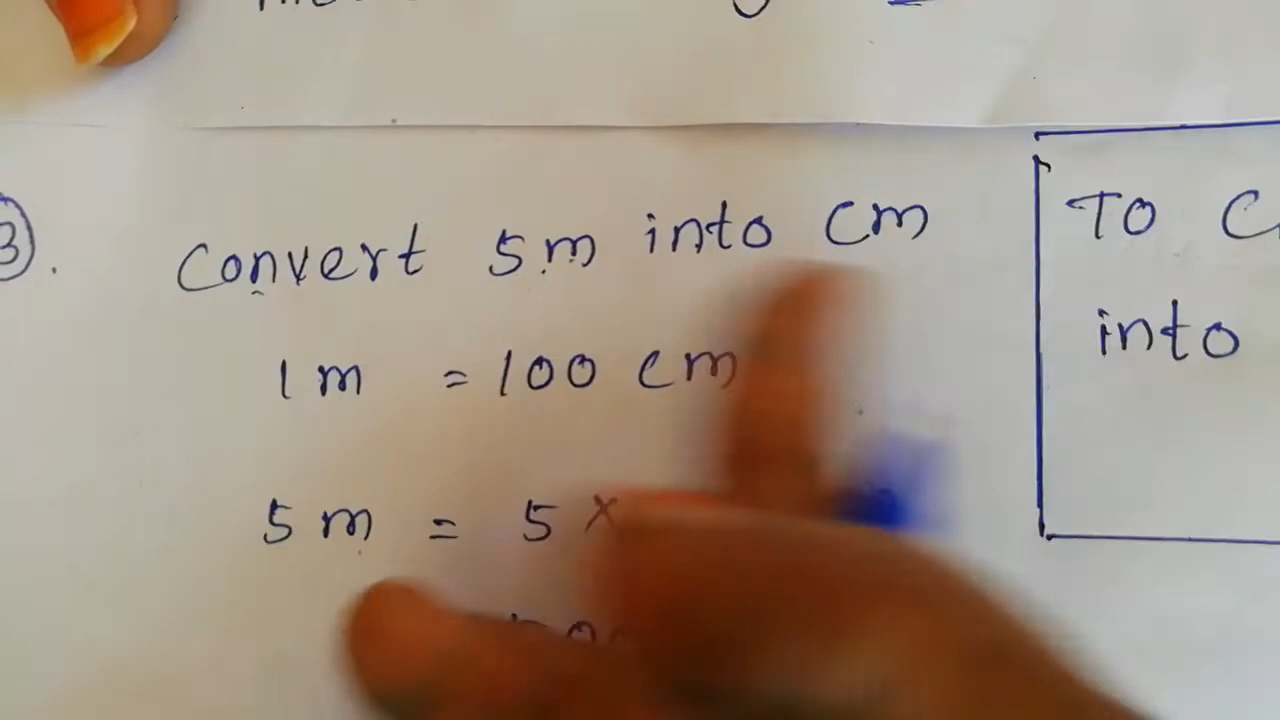 3.
Convert 5m into cm
1m = 100 cm
5m = 5 ×
To
into